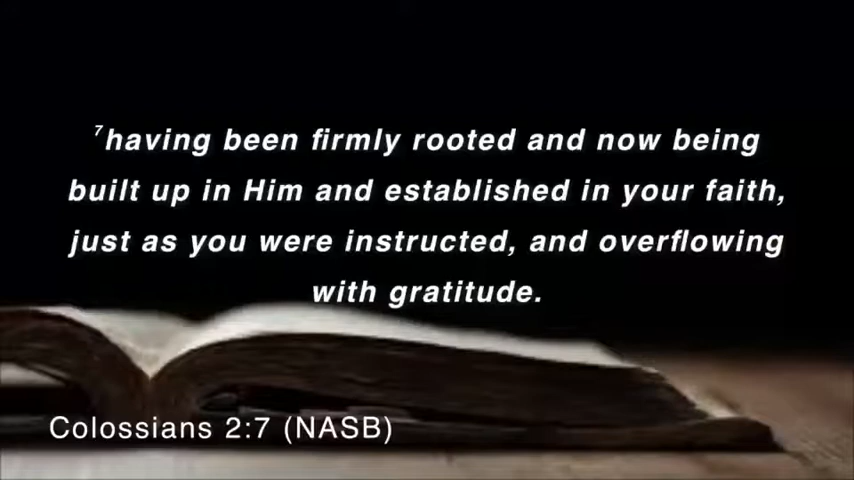 ⁷having been firmly rooted and now being
built up in Him and established in your faith,
just as you were instructed, and overflowing
with gratitude.
Colossians 2:7 (NASB)